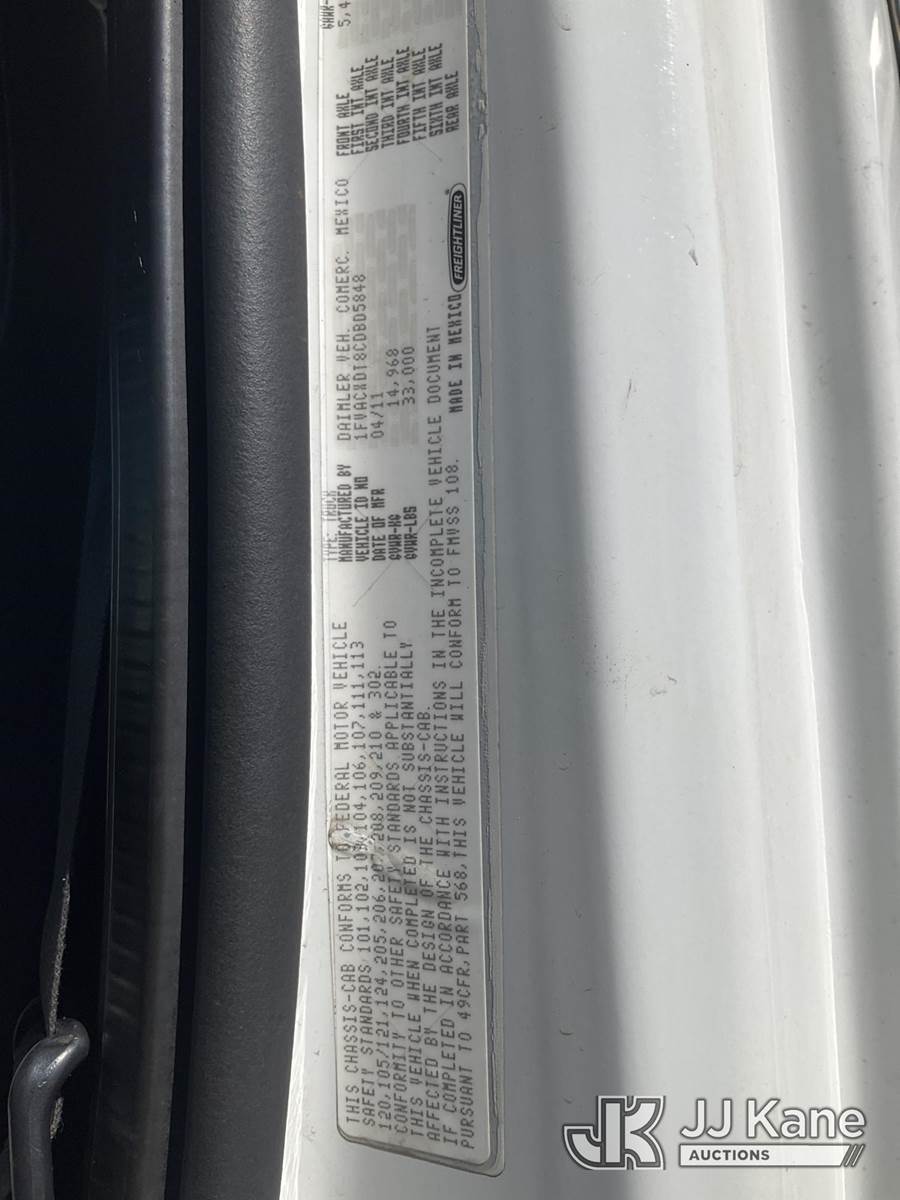 THIS CHASSIS-CAB CONFORMS TO FEDERAL MOTOR VEHICLE
SAFETY STANDARDS 101,102,103,104,106,107,111,113
120,105/121,124,205,206,207,208,209,210 & 302.
CONFORMITY TO OTHER SAFETY STANDARDS APPLICABLE TO
THIS VEHICLE WHEN COMPLETED IS NOT SUBSTANTIALLY
AFFECTED BY THE DESIGN OF THE CHASSIS-CAB.
IF COMPLETED IN ACCORDANCE WITH INSTRUCTIONS IN THE INCOMPLETE VEHICLE DOCUMENT
PURSUANT TO 49CFR,PART 568,THIS VEHICLE WILL CONFORM TO FMVSS 108.
TYPE: TRUCK
MANUFACTURED BY DAIMLER VEH. COMERC. MEXICO
VEHICLE ID NO 1FVACXDT8CDBD5848
DATE OF MFR 04/11
GVWR-KG 14,968
GVWR-LBS 33,000
MADE IN MEXICO
FREIGHTLINER
FRONT AXLE
FIRST INT AXLE
SECOND INT AXLE
THIRD INT AXLE
FOURTH INT AXLE
FIFTH INT AXLE
SIXTH INT AXLE
REAR AXLE
JK JJ Kane
AUCTIONS